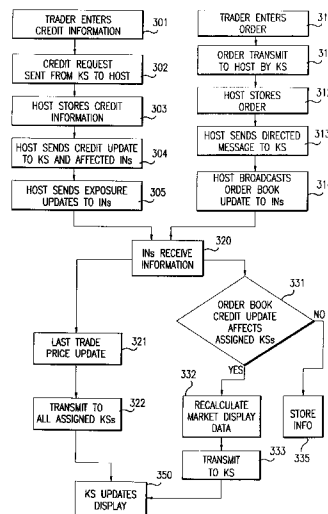 TRADER ENTERS
CREDIT INFORMATION
301
CREDIT REQUEST
SENT FROM KS TO HOST
302
HOST STORES CREDIT
INFORMATION
303
HOST SENDS CREDIT UPDATE
TO KS AND AFFECTED INs
304
HOST SENDS EXPOSURE
UPDATES TO INs
305
TRADER ENTERS
ORDER
ORDER TRANSMIT
TO HOST BY KS
HOST STORES
ORDER
312
HOST SENDS DIRECTED
MESSAGE TO KS
313
HOST BROADCASTS
ORDER BOOK
UPDATE TO INs
314
INs RECEIVE
INFORMATION
320
LAST TRADE
PRICE UPDATE
321
TRANSMIT TO
ALL ASSIGNED KSs
322
ORDER BOOK
CREDIT UPDATE
AFFECTS
ASSIGNED KSs
331
NO
YES
332
RECALCULATE
MARKET DISPLAY
DATA
TRANSMIT
TO KS
333
STORE
INFO
335
350
KS UPDATES
DISPLAY